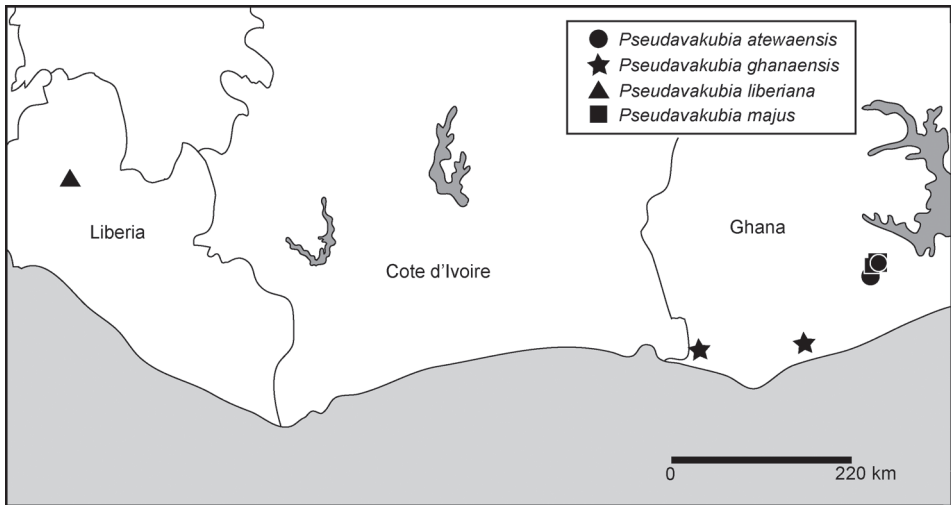 Pseudavakubia atewaensis
Pseudavakubia ghanaensis
Pseudavakubia liberiana
Pseudavakubia majus
Liberia
Cote d'Ivoire
Ghana
0 220 km